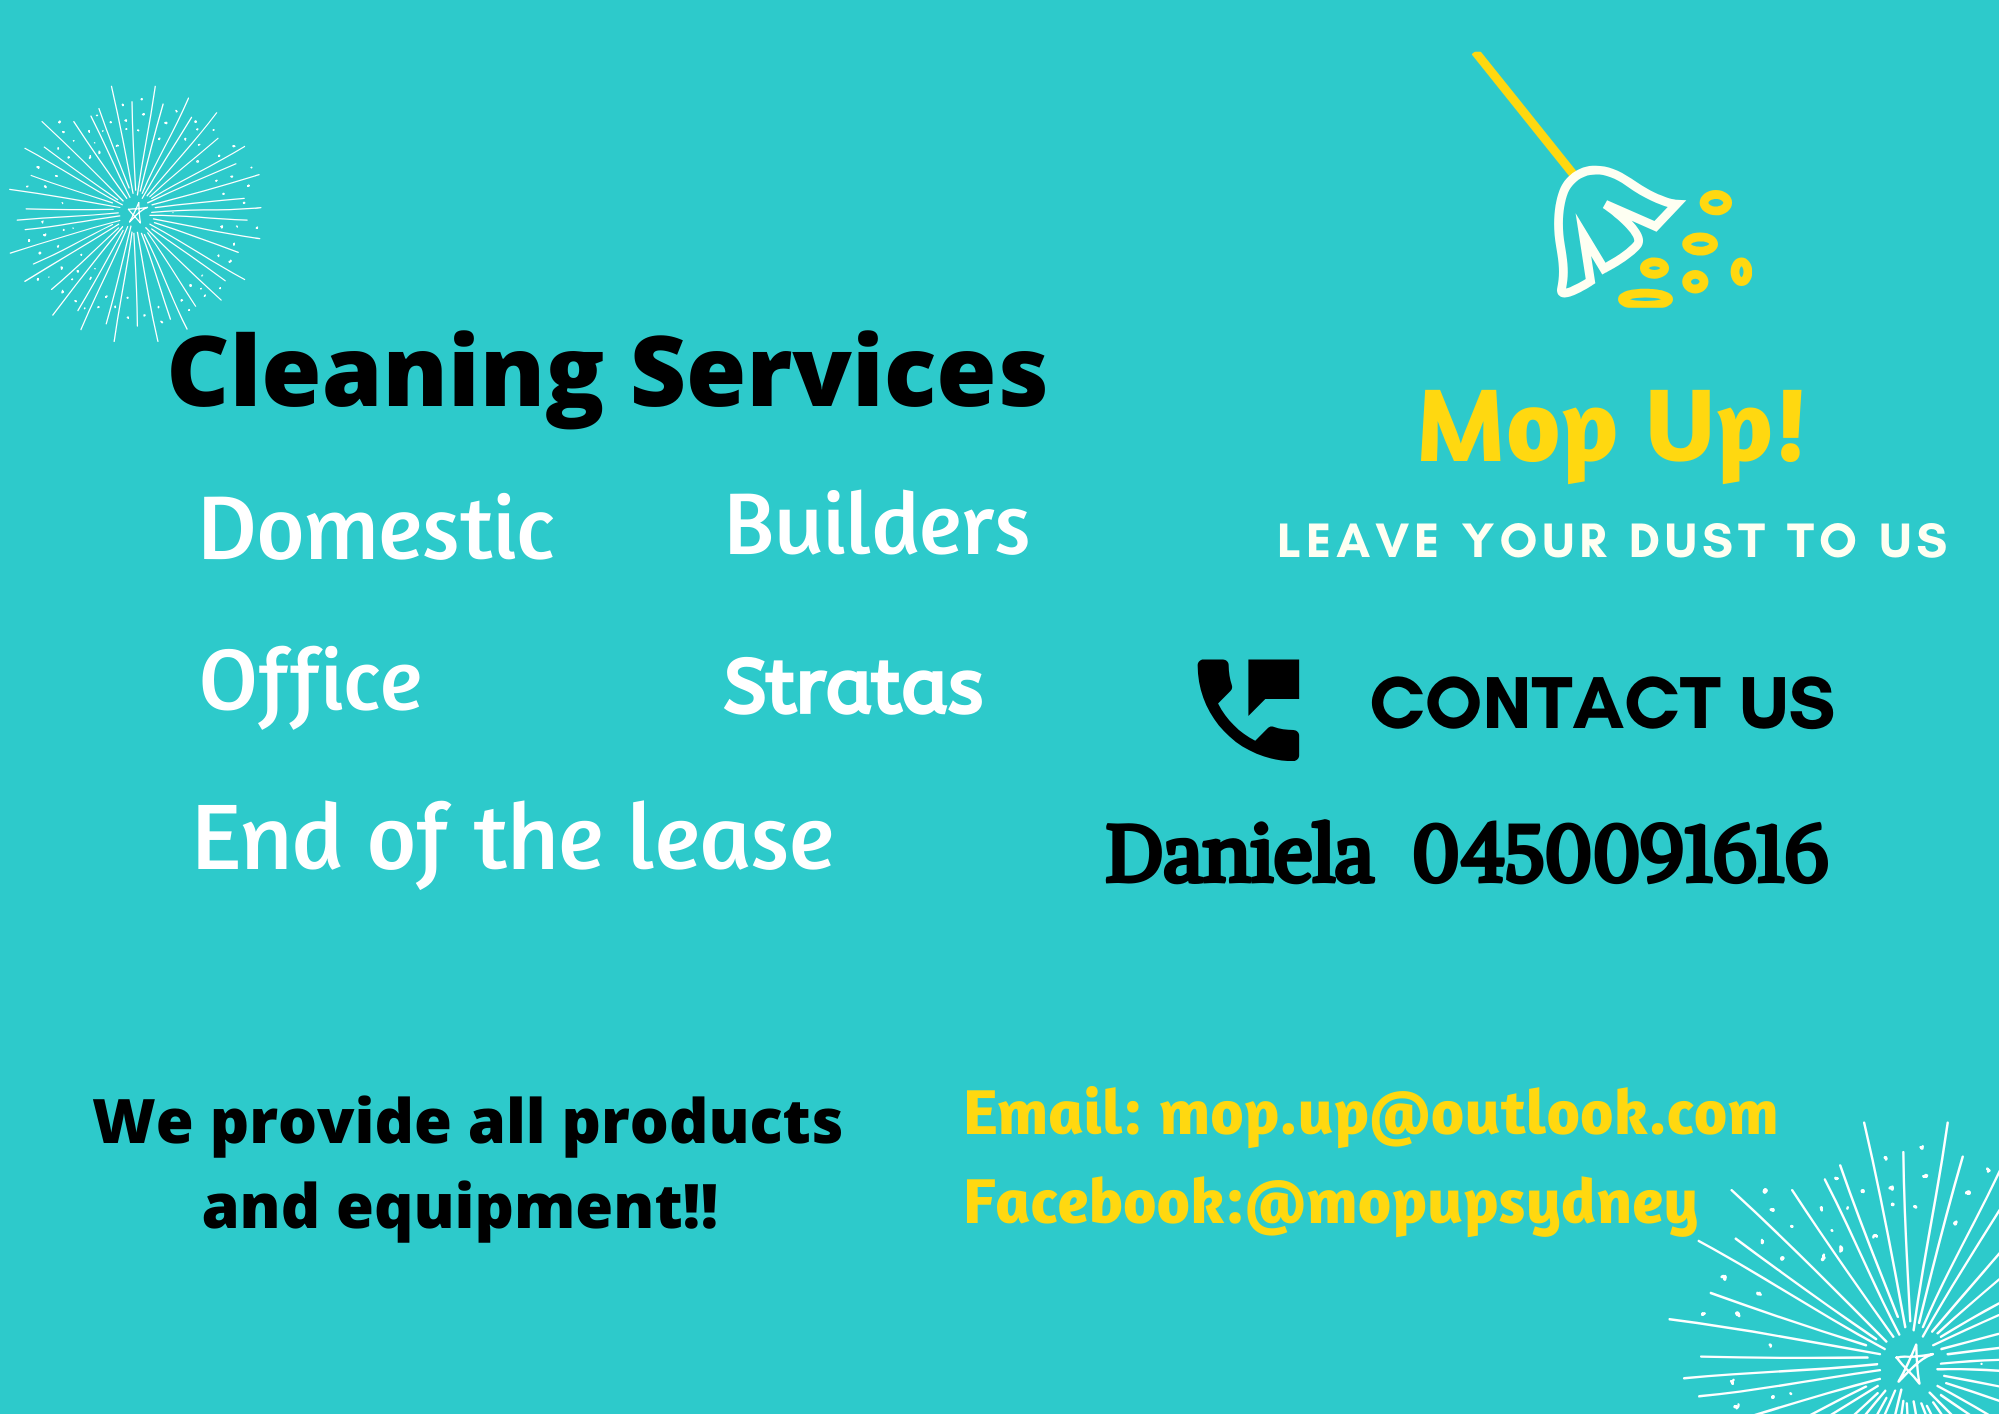 Cleaning Services
Domestic
Builders
Office
Stratas
End of the lease
We provide all products
and equipment!!
Mop Up!
LEAVE YOUR DUST TO US
CONTACT US
Daniela 0450091616
Email: mop.up@outlook.com
Facebook:@mopupsydney